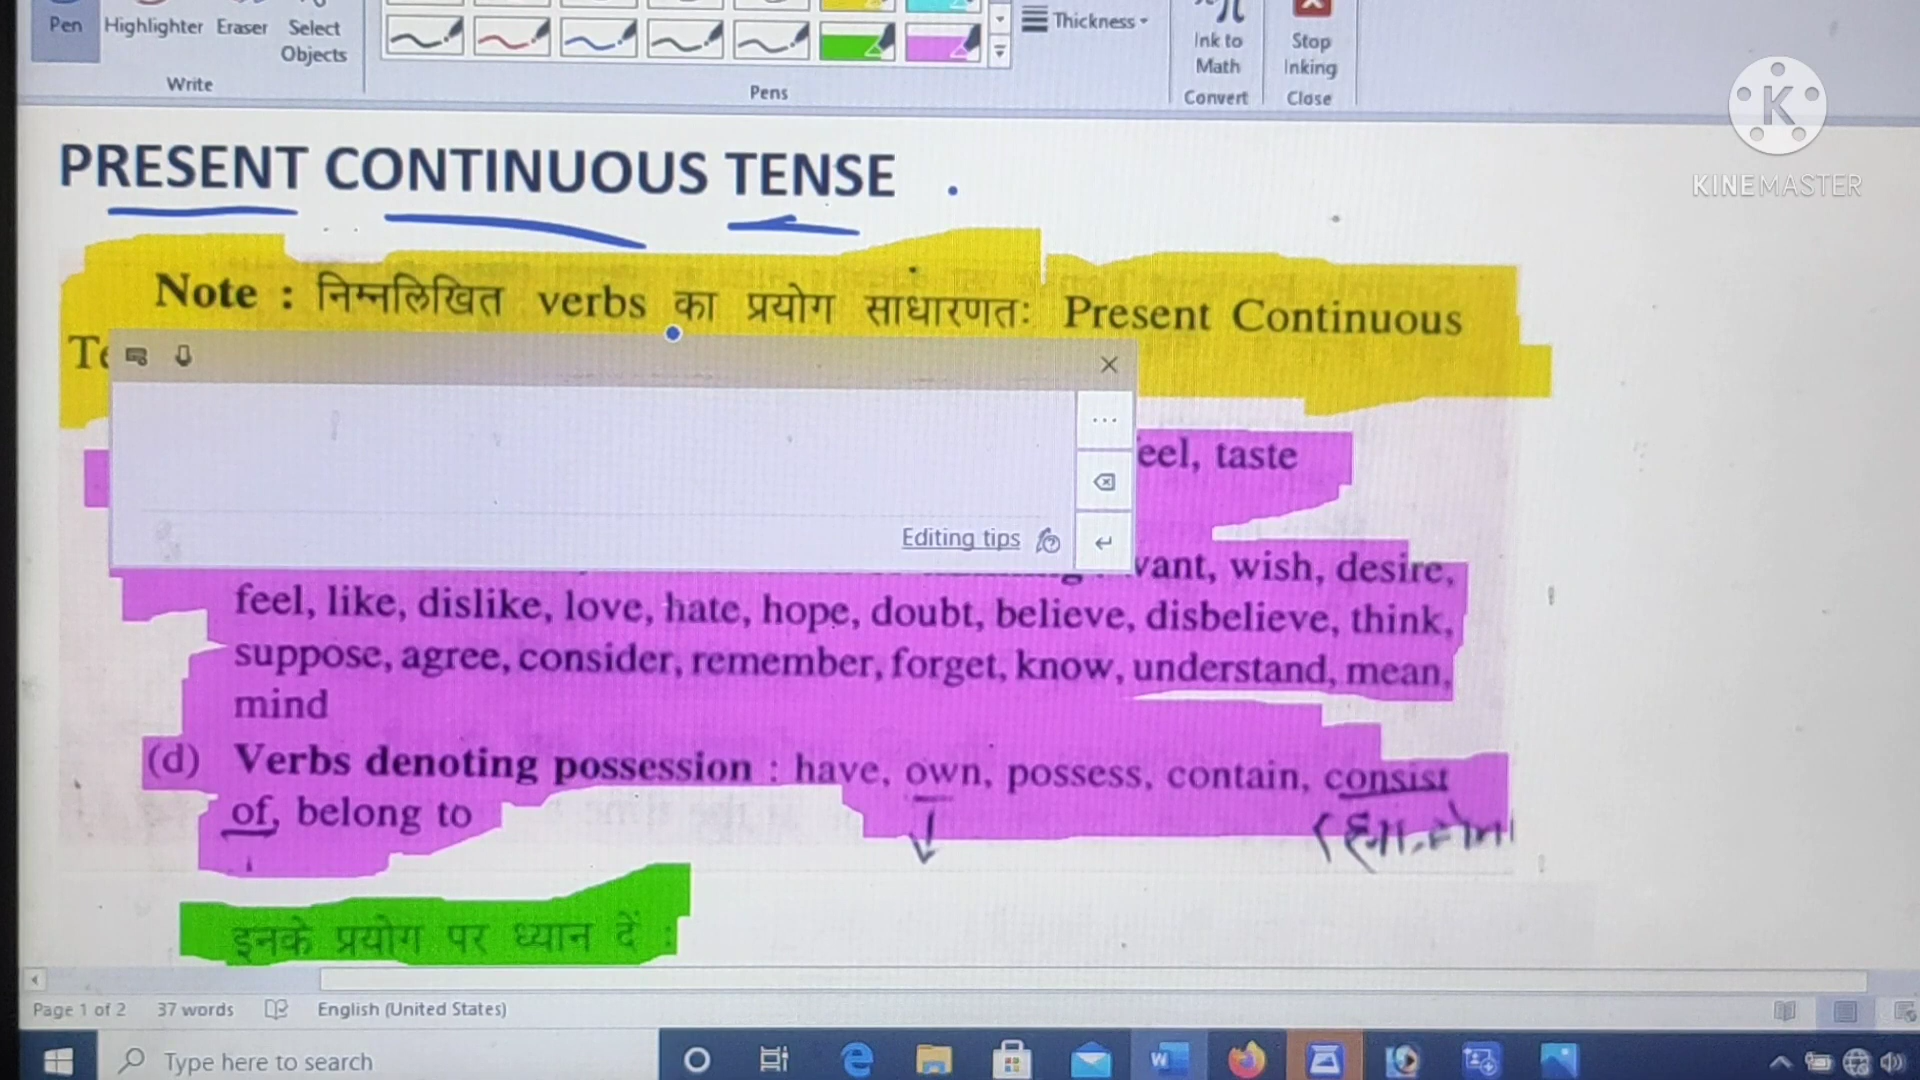 Pen Highlighter Eraser Select Objects
Write
Pens
Thickness
Ink to Math
Convert
Stop Inking
Close
KINEMASTER
PRESENT CONTINUOUS TENSE .
Note : निम्नलिखित verbs का प्रयोग साधारणतः Present Continuous
Te
eel, taste
Editing tips
want, wish, desire,
feel, like, dislike, love, hate, hope, doubt, believe, disbelieve, think,
suppose, agree, consider, remember, forget, know, understand, mean,
mind
(d) Verbs denoting possession : have, own, possess, contain, consist
of, belong to
इनके प्रयोग पर ध्यान दें :
Page 1 of 2 37 words English (United States)
Type here to search